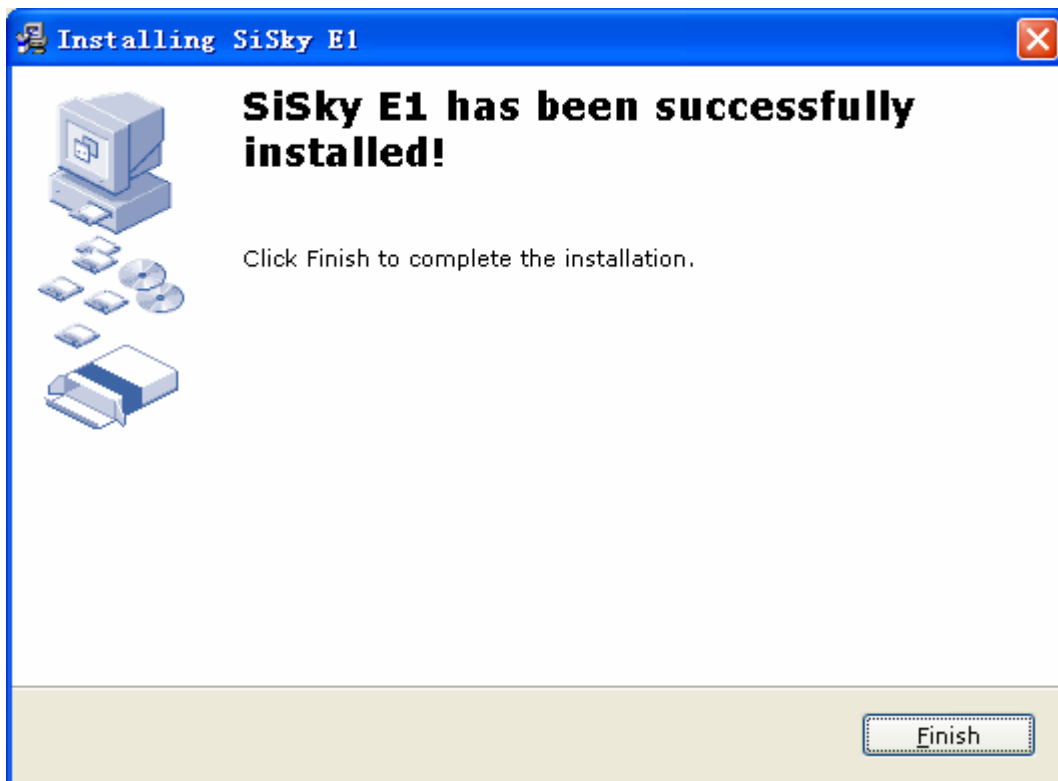 Installing SiSky E1
SiSky E1 has been successfully
installed!
Click Finish to complete the installation.
Finish